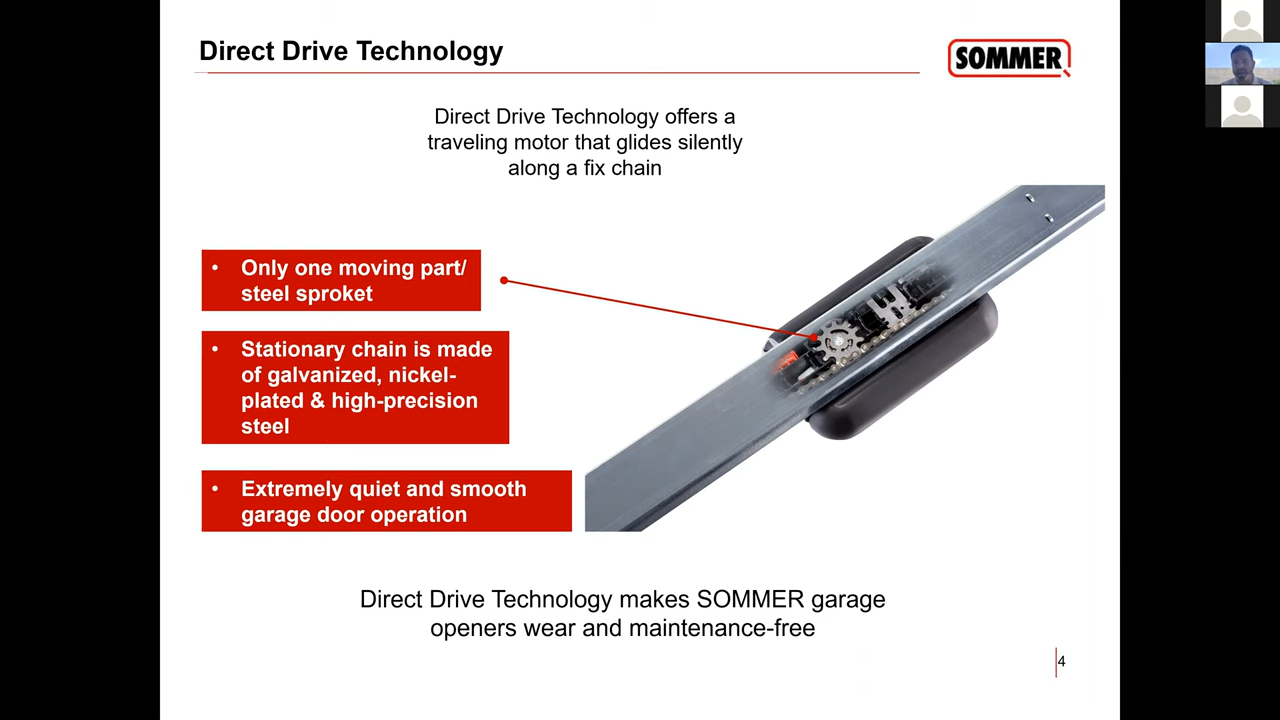 Direct Drive Technology
SOMMER
Direct Drive Technology offers a
traveling motor that glides silently
along a fix chain
• Only one moving part/
steel sproket
• Stationary chain is made
of galvanized, nickel-
plated & high-precision
steel
• Extremely quiet and smooth
garage door operation
Direct Drive Technology makes SOMMER garage
openers wear and maintenance-free
4